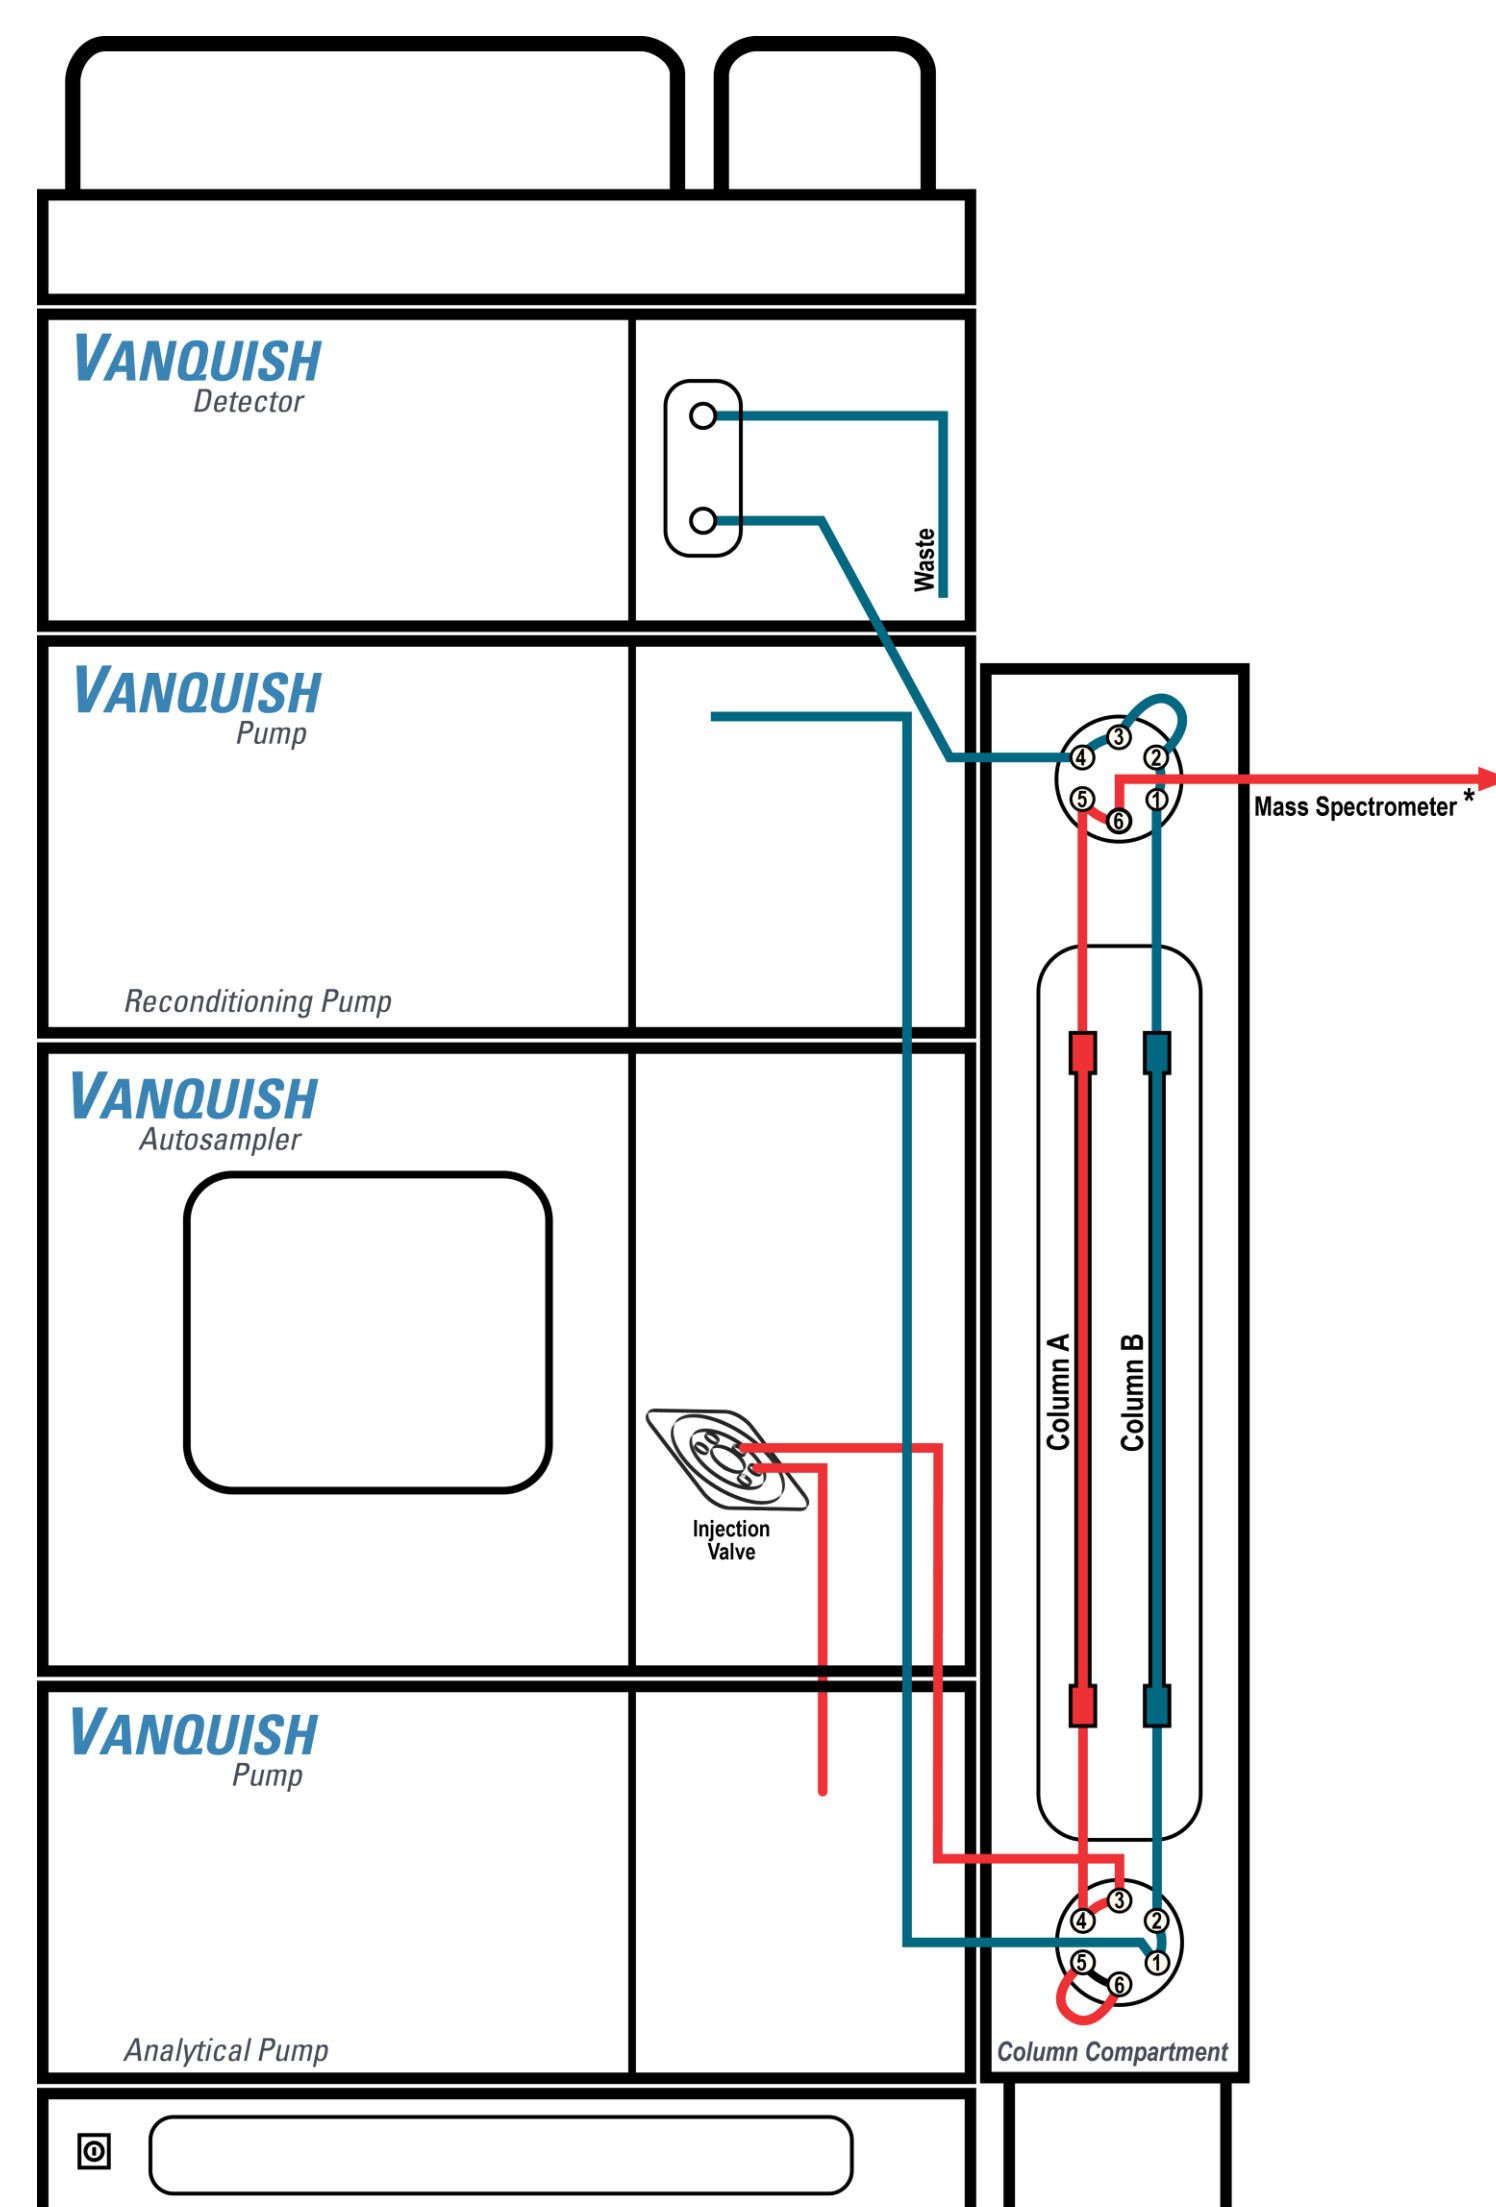 VANQUISH
Detector
Waste
VANQUISH
Pump
3
4
2
5
1
6
Mass Spectrometer *
Reconditioning Pump
VANQUISH
Autosampler
Column A
Column B
Injection
Valve
VANQUISH
Pump
3
4
2
5
1
6
Analytical Pump
Column Compartment